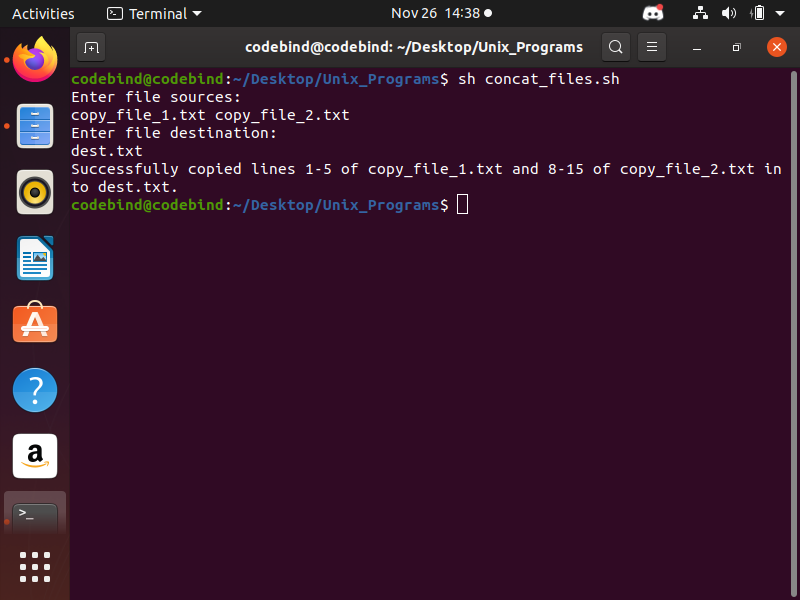 Activities Terminal Nov 26 14:38
codebind@codebind: ~/Desktop/Unix_Programs
codebind@codebind:~/Desktop/Unix_Programs$ sh concat_files.sh
Enter file sources:
copy_file_1.txt copy_file_2.txt
Enter file destination:
dest.txt
Successfully copied lines 1-5 of copy_file_1.txt and 8-15 of copy_file_2.txt in
to dest.txt.
codebind@codebind:~/Desktop/Unix_Programs$
?
a
>_